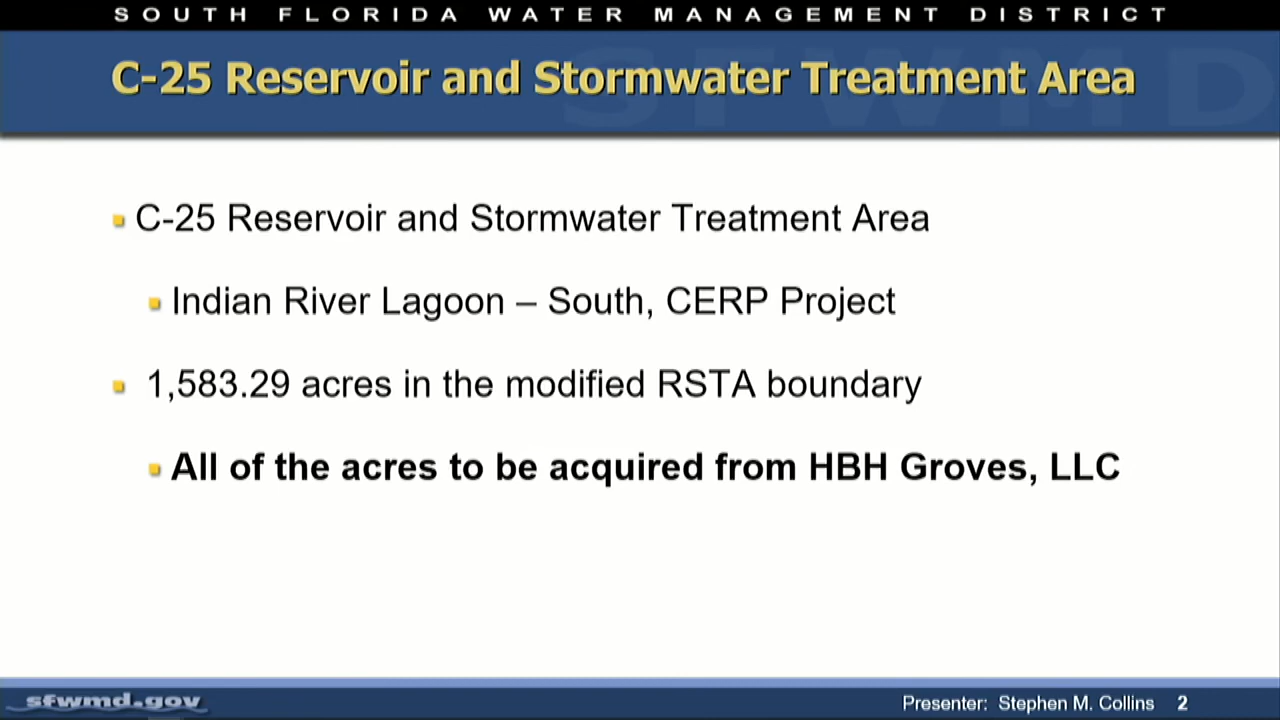 SOUTH FLORIDA WATER MANAGEMENT DISTRICT
C-25 Reservoir and Stormwater Treatment Area
SFWMD
C-25 Reservoir and Stormwater Treatment Area
Indian River Lagoon – South, CERP Project
1,583.29 acres in the modified RSTA boundary
All of the acres to be acquired from HBH Groves, LLC
sfwmd.gov
Presenter: Stephen M. Collins 2